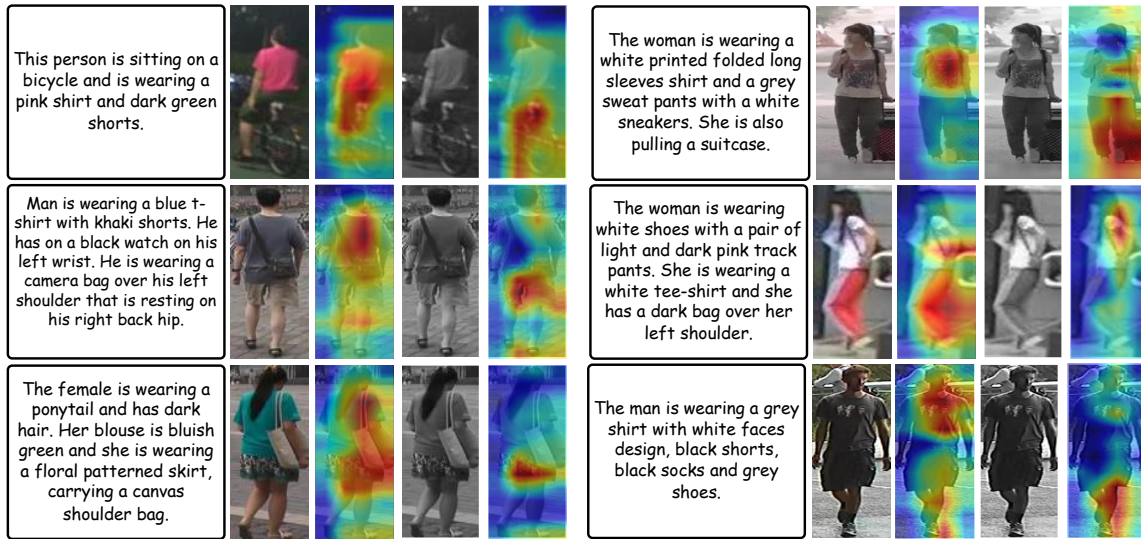 This person is sitting on a
bicycle and is wearing a
pink shirt and dark green
shorts.
The woman is wearing a
white printed folded long
sleeves shirt and a grey
sweat pants with a white
sneakers. She is also
pulling a suitcase.
Man is wearing a blue t-
shirt with khaki shorts. He
has on a black watch on his
left wrist. He is wearing a
camera bag over his left
shoulder that is resting on
his right back hip.
The woman is wearing
white shoes with a pair of
light and dark pink track
pants. She is wearing a
white tee-shirt and she
has a dark bag over her
left shoulder.
The female is wearing a
ponytail and has dark
hair. Her blouse is bluish
green and she is wearing
a floral patterned skirt,
carrying a canvas
shoulder bag.
The man is wearing a grey
shirt with white faces
design, black shorts,
black socks and grey
shoes.